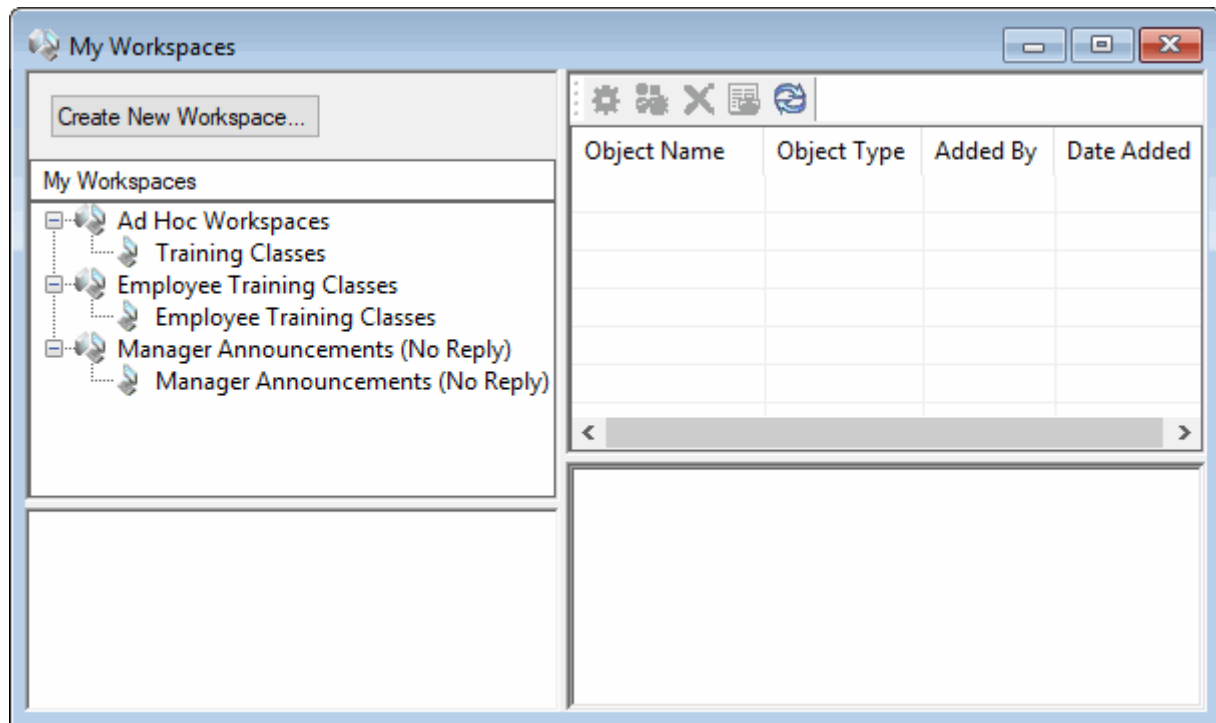 My Workspaces
Create New Workspace...
My Workspaces
Ad Hoc Workspaces
Training Classes
Employee Training Classes
Employee Training Classes
Manager Announcements (No Reply)
Manager Announcements (No Reply)
Object Name Object Type Added By Date Added